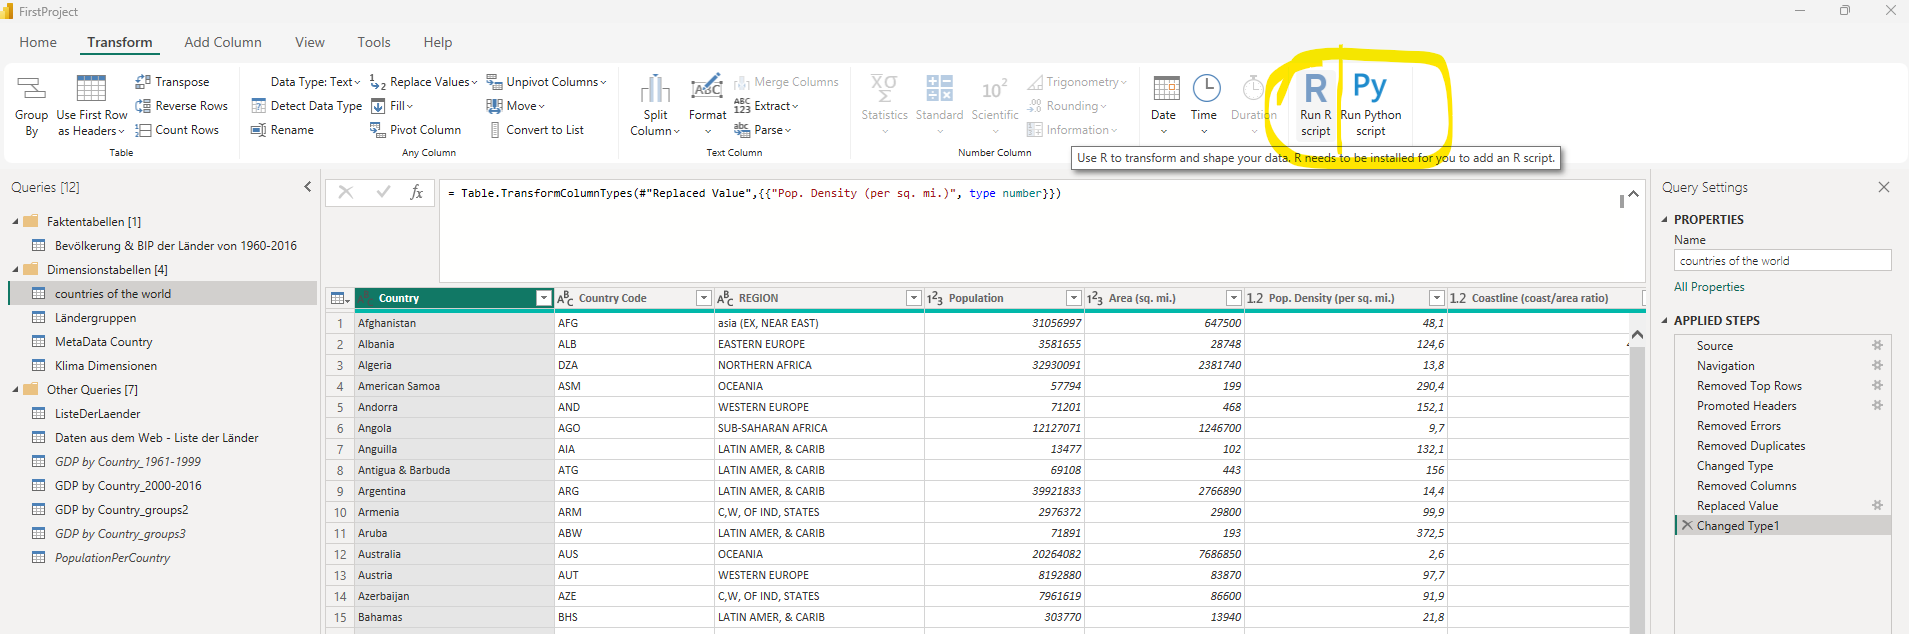 FirstProject
Home Transform Add Column View Tools Help
Group By
Use First Row as Headers
Transpose
Reverse Rows
Count Rows
Table
Data Type: Text
Detect Data Type
Rename
Replace Values
Fill
Pivot Column
Unpivot Columns
Move
Convert to List
Any Column
Split Column
Format
Merge Columns
Extract
Parse
Text Column
Statistics
Standard
Scientific
Trigonometry
Rounding
Information
Number Column
Date
Time
Duration
R
Run R script
Py
Run Python script
Use R to transform and shape your data. R needs to be installed for you to add an R script.
Queries [12]
Faktentabellen [1]
Bevölkerung & BIP der Länder von 1960-2016
Dimensionstabellen [4]
countries of the world
Ländergruppen
MetaData Country
Klima Dimensionen
Other Queries [7]
ListeDerLaender
Daten aus dem Web - Liste der Länder
GDP by Country_1961-1999
GDP by Country_2000-2016
GDP by Country_groups2
GDP by Country_groups3
PopulationPerCountry
fx
= Table.TransformColumnTypes(#"Replaced Value",{{"Pop. Density (per sq. mi.)", type number}})
Country ABC Country Code ABC REGION 123 Population 123 Area (sq. mi.) 1.2 Pop. Density (per sq. mi.) 1.2 Coastline (coast/area ratio)
1 Afghanistan AFG asia (EX, NEAR EAST) 31056997 647500 48,1
2 Albania ALB EASTERN EUROPE 3581655 28748 124,6
3 Algeria DZA NORTHERN AFRICA 32930091 2381740 13,8
4 American Samoa ASM OCEANIA 57794 199 290,4
5 Andorra AND WESTERN EUROPE 71201 468 152,1
6 Angola AGO SUB-SAHARAN AFRICA 12127071 1246700 9,7
7 Anguilla AIA LATIN AMER, & CARIB 13477 102 132,1
8 Antigua & Barbuda ATG LATIN AMER, & CARIB 69108 443 156
9 Argentina ARG LATIN AMER, & CARIB 39921833 2766890 14,4
10 Armenia ARM C,W, OF IND, STATES 2976372 29800 99,9
11 Aruba ABW LATIN AMER, & CARIB 71891 193 372,5
12 Australia AUS OCEANIA 20264082 7686850 2,6
13 Austria AUT WESTERN EUROPE 8192880 83870 97,7
14 Azerbaijan AZE C,W, OF IND, STATES 7961619 86600 91,9
15 Bahamas BHS LATIN AMER, & CARIB 303770 13940 21,8
Query Settings
PROPERTIES
Name
countries of the world
All Properties
APPLIED STEPS
Source
Navigation
Removed Top Rows
Promoted Headers
Removed Errors
Removed Duplicates
Changed Type
Removed Columns
Replaced Value
Changed Type1